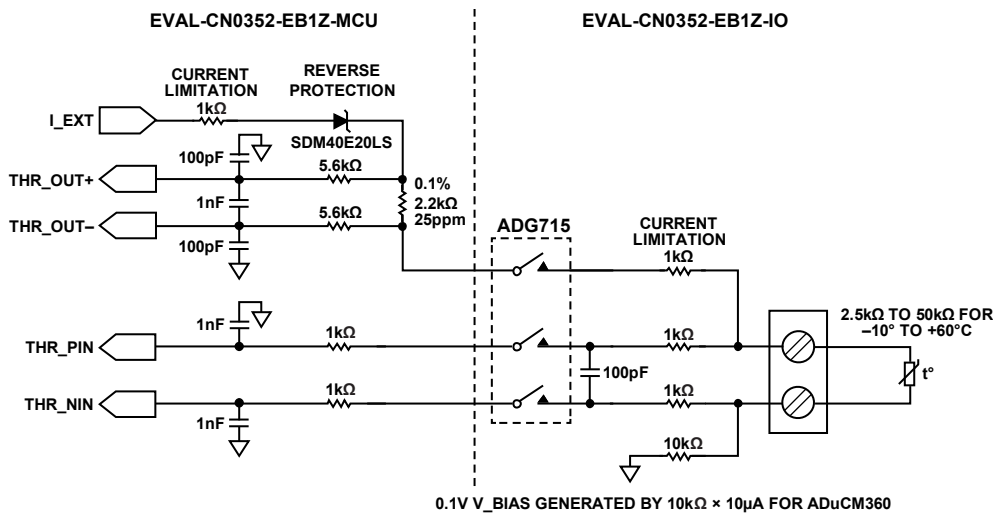 EVAL-CN0352-EB1Z-MCU
EVAL-CN0352-EB1Z-IO
CURRENT
LIMITATION
1kΩ
REVERSE
PROTECTION
I_EXT
SDM40E20LS
100pF
5.6kΩ
THR_OUT+
0.1%
2.2kΩ
25ppm
1nF
5.6kΩ
THR_OUT–
100pF
ADG715
CURRENT
LIMITATION
1kΩ
1nF
1kΩ
THR_PIN
1kΩ
2.5kΩ TO 50kΩ FOR
–10° TO +60°C
100pF
t°
1kΩ
THR_NIN
1kΩ
1nF
10kΩ
0.1V V_BIAS GENERATED BY 10kΩ × 10µA FOR ADuCM360